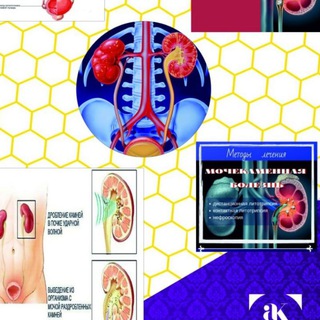 Методы лечения
МОЧЕКАМЕННАЯ
БОЛЕЗНЬ:
• дистанционная литотрипсия
• контактная литотрипсия
• нефроскопия
ДРОБЛЕНИЕ КАМНЕЙ
В ПОЧКЕ УДАРНОЙ
ВОЛНОЙ
ВЫВЕДЕНИЕ ИЗ
ОРГАНИЗМА С
МОЧОЙ РАЗДРОБЛЕННЫХ
КАМНЕЙ